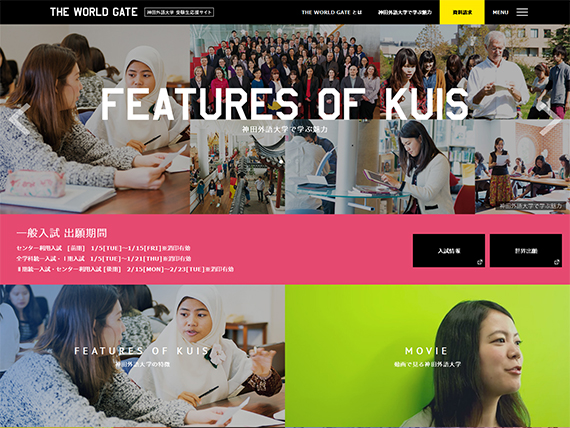 THE WORLD GATE 神田外語大学 受験生応援サイト
THE WORLD GATE とは 神田外語大学で学ぶ魅力 資料請求 MENU
FEATURES OF KUIS
神田外語大学で学ぶ魅力
神田外語大学で学ぶ魅力
一般入試 出願期間
センター利用入試 [前期] 1/5[TUE]〜1/15[FRI]※消印有効
全学科統一入試・Ⅰ期入試 1/5[TUE]〜1/21[THU]※消印有効
Ⅱ期統一入試・センター利用入試 [後期] 2/15[MON]〜2/23[TUE]※消印有効
入試情報
FEATURES OF KUIS
神田外語大学の特徴
MOVIE
動画で見る神田外語大学